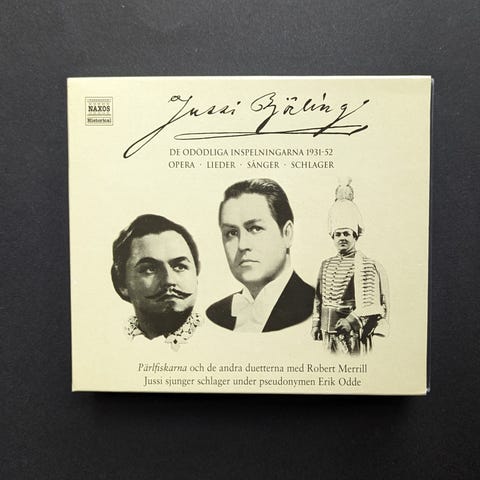 NAXOS
Historical
Jussi Björling
DE ODÖDLIGA INSPELNINGARNA 1931-52
OPERA · LIEDER · SÅNGER · SCHLAGER
Pärlfiskarna och de andra duetterna med Robert Merrill
Jussi sjunger schlager under pseudonymen Erik Odde